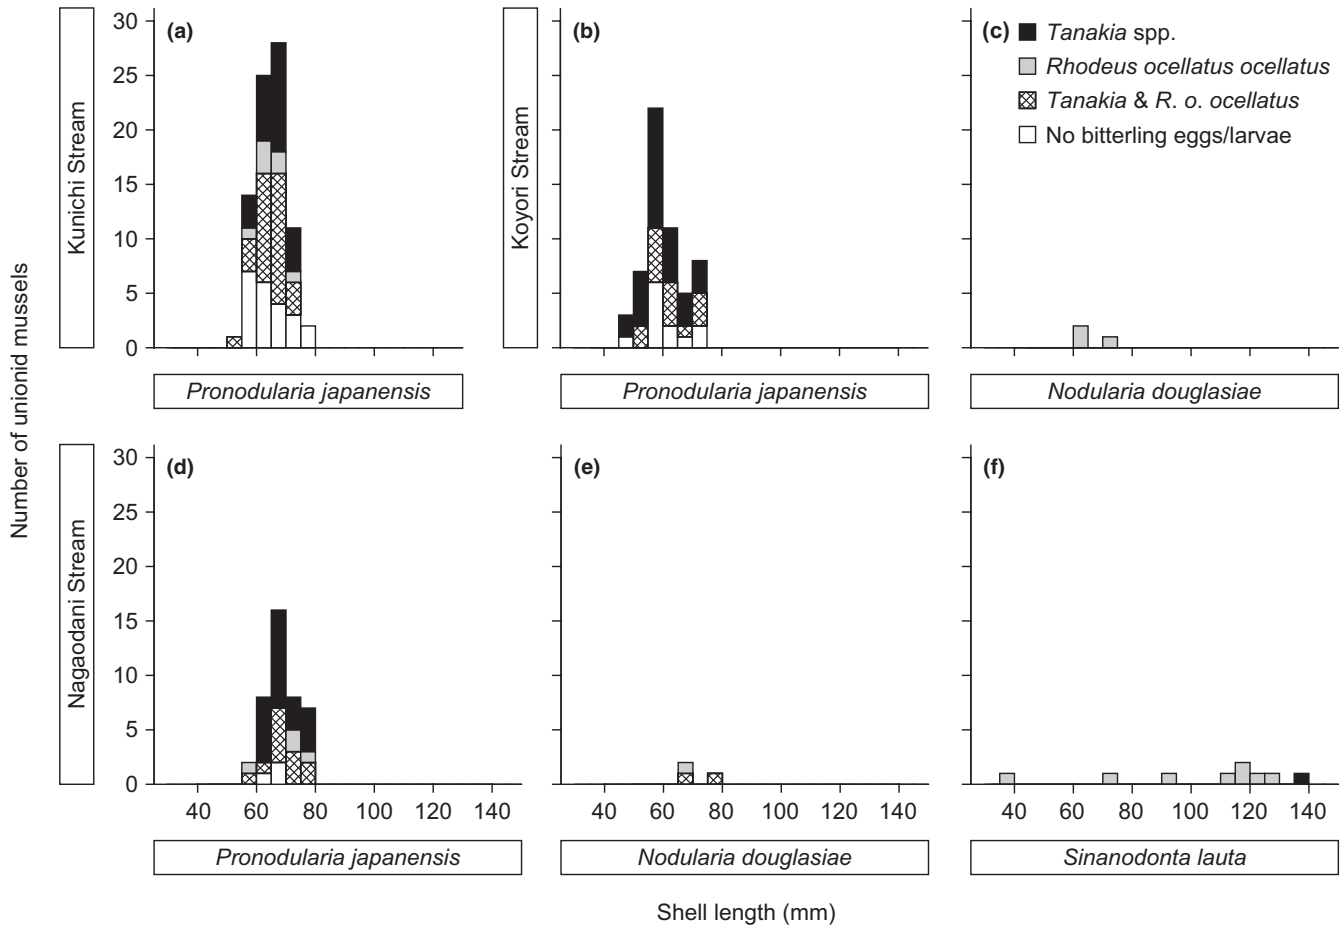 Number of unionid mussels
Kunichi Stream
(a)
30
25
20
15
10
5
0
Pronodularia japanensis
Koyori Stream
(b)
Pronodularia japanensis
(c)
Tanakia spp.
Rhodeus ocellatus ocellatus
Tanakia & R. o. ocellatus
No bitterling eggs/larvae
Nodularia douglasiae
Nagaodani Stream
(d)
30
25
20
15
10
5
0
40 60 80 100 120 140
Pronodularia japanensis
(e)
40 60 80 100 120 140
Nodularia douglasiae
(f)
40 60 80 100 120 140
Sinanodonta lauta
Shell length (mm)